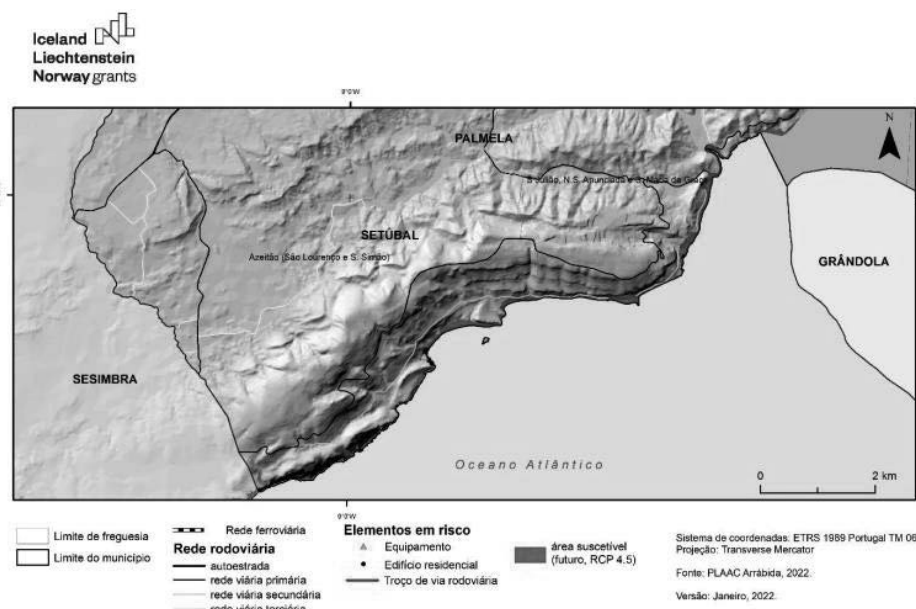 Iceland
Liechtenstein
Norway grants
9°0'W
N
PALMELA
SETÚBAL
Azeitão (São Lourenço e S. Simão)
GRÂNDOLA
SESIMBRA
Oceano Atlântico
0 2 km
9°0'W
Limite de freguesia
Limite do município
Rede ferroviária
Rede rodoviária
autoestrada
rede viária primária
rede viária secundária
rede viária terciária
Elementos em risco
Equipamento
Edifício residencial
Troço de via rodoviária
área suscetível
(futuro, RCP 4.5)
Sistema de coordenadas: ETRS 1989 Portugal TM 06
Projeção: Transverse Mercator
Fonte: PLAAC Arrábida, 2022.
Versão: Janeiro, 2022.